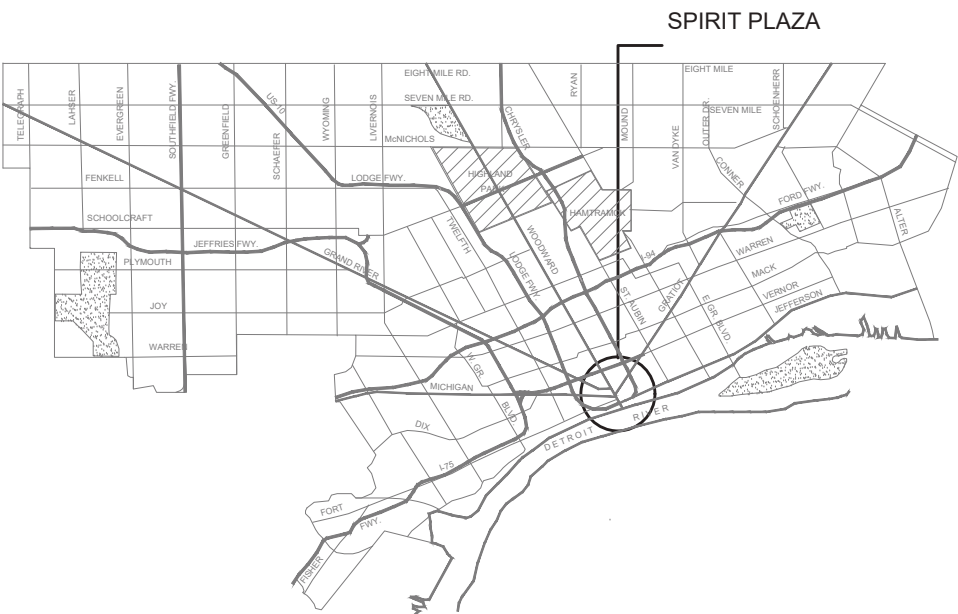 SPIRIT PLAZA
EIGHT MILE RD.
EIGHT MILE
TELEGRAPH
LAHSER
EVERGREEN
SOUTHFIELD FWY.
GREENFIELD
SCHAEFER
US-10
WYOMING
LIVERNOIS
SEVEN MILE RD.
McNICHOLS
CHRYSLER
RYAN
MOUND
VAN DYKE
OUTER DR.
SEVEN MILE
SCHOENHERR
CONNER
FENKELL
LODGE FWY.
HIGHLAND
PARK
HAMTRAMCK
FORD FWY.
ALTER
SCHOOLCRAFT
JEFFRIES FWY.
PLYMOUTH
GRAND RIVER
TWELFTH
LODGE FWY.
WOODWARD
I-94
WARREN
MACK
VERNOR
JEFFERSON
ST. AUBIN
GRATIOT
E. GR. BLVD.
JOY
WARREN
W. GR.
BLVD.
MICHIGAN
DIX
DETROIT RIVER
I-75
FORT
FWY.
FISHER